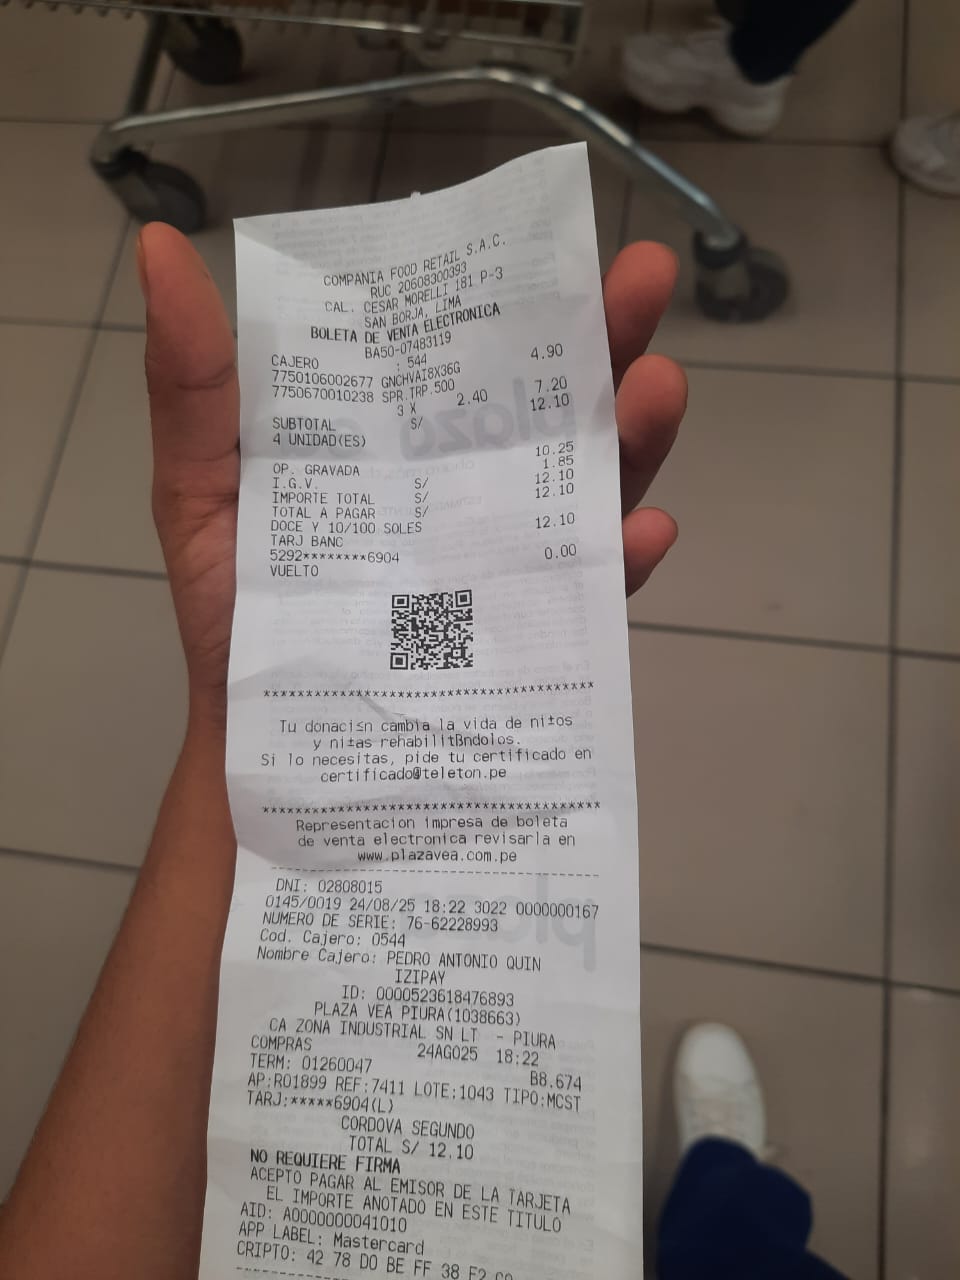 COMPANIA FOOD RETAIL S.A.C.
RUC 20608300393
CAL. CESAR MORELLI 181 P-3
SAN BORJA, LIMA
BOLETA DE VENTA ELECTRONICA
BA50-07483119
CAJERO : 544
7750106002677 GNCHVAI8X36G 4.90
7750670010238 SPR.TRP.500
3 X 2.40 7.20
SUBTOTAL S/ 12.10
4 UNIDAD(ES)
OP. GRAVADA 10.25
I.G.V. S/ 1.85
IMPORTE TOTAL S/ 12.10
TOTAL A PAGAR S/ 12.10
DOCE Y 10/100 SOLES
TARJ BANC 12.10
5292********6904
VUELTO 0.00
****************************************
Tu donaci≤n cambia la vida de ni±os
y ni±as rehabilitßndolos.
Si lo necesitas, pide tu certificado en
certificado@teleton.pe
****************************************
Representacion impresa de boleta
de venta electronica revisarla en
www.plazavea.com.pe
DNI: 02808015
0145/0019 24/08/25 18:22 3022 0000000167
NUMERO DE SERIE: 76-62228993
Cod. Cajero: 0544
Nombre Cajero: PEDRO ANTONIO QUIN
IZIPAY
ID: 0000523618476893
PLAZA VEA PIURA(1038663)
CA ZONA INDUSTRIAL SN LT - PIURA
COMPRAS 24AGO25 18:22
TERM: 01260047 B8.674
AP:R01899 REF:7411 LOTE:1043 TIPO:MCST
TARJ:*****6904(L)
CORDOVA SEGUNDO
TOTAL S/ 12.10
NO REQUIERE FIRMA
ACEPTO PAGAR AL EMISOR DE LA TARJETA
EL IMPORTE ANOTADO EN ESTE TITULO
AID: A0000000041010
APP LABEL: Mastercard
CRIPTO: 42 78 D0 BE FF 38 F2